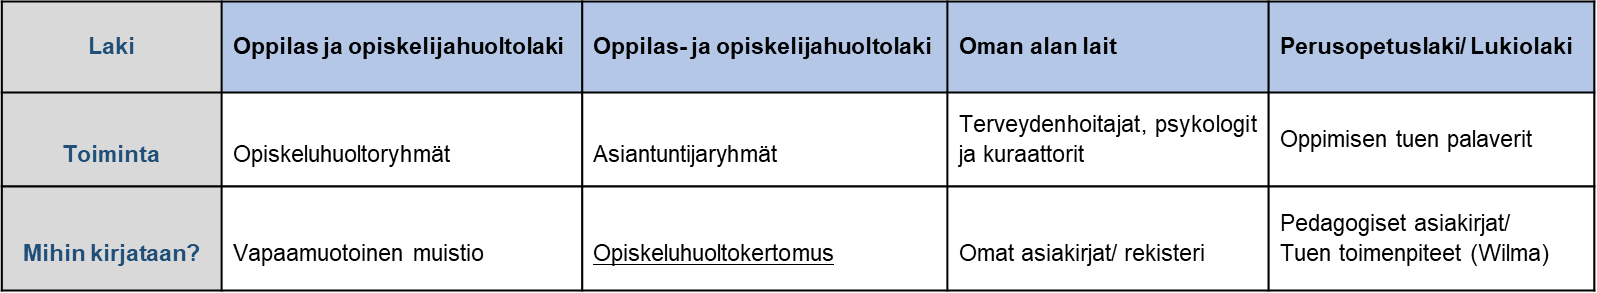 Laki
Oppilas ja opiskelijahuoltolaki
Oppilas- ja opiskelijahuoltolaki
Oman alan lait
Perusopetuslaki/ Lukiolaki
Toiminta
Opiskeluhuoltoryhmät
Asiantuntijaryhmät
Terveydenhoitajat, psykologit
ja kuraattorit
Oppimisen tuen palaverit
Mihin kirjataan?
Vapaamuotoinen muistio
Opiskeluhuoltokertomus
Omat asiakirjat/ rekisteri
Pedagogiset asiakirjat/
Tuen toimenpiteet (Wilma)